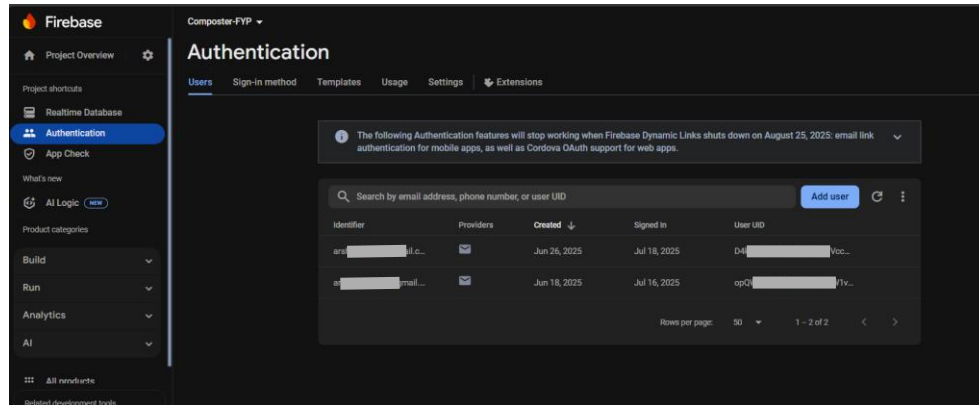 Firebase
Project Overview
Project shortcuts
Realtime Database
Authentication
App Check
What's new
AI Logic NEW
Product categories
Build
Run
Analytics
AI
All products
Related development tools
Composter-FYP
Authentication
Users Sign-in method Templates Usage Settings Extensions
The following Authentication features will stop working when Firebase Dynamic Links shuts down on August 25, 2025: email link
authentication for mobile apps, as well as Cordova OAuth support for web apps.
Search by email address, phone number, or user UID Add user
Identifier Providers Created Signed In User UID
Jun 26, 2025 Jul 18, 2025
Jun 18, 2025 Jul 16, 2025
Rows per page: 50 1 – 2 of 2